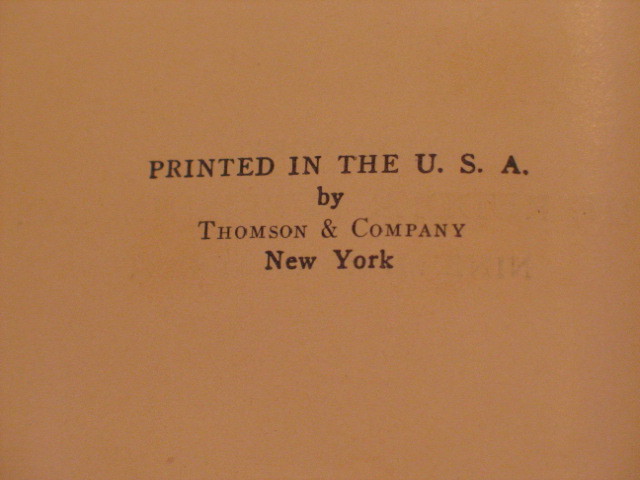 PRINTED IN THE U. S. A.
by
THOMSON & COMPANY
New York